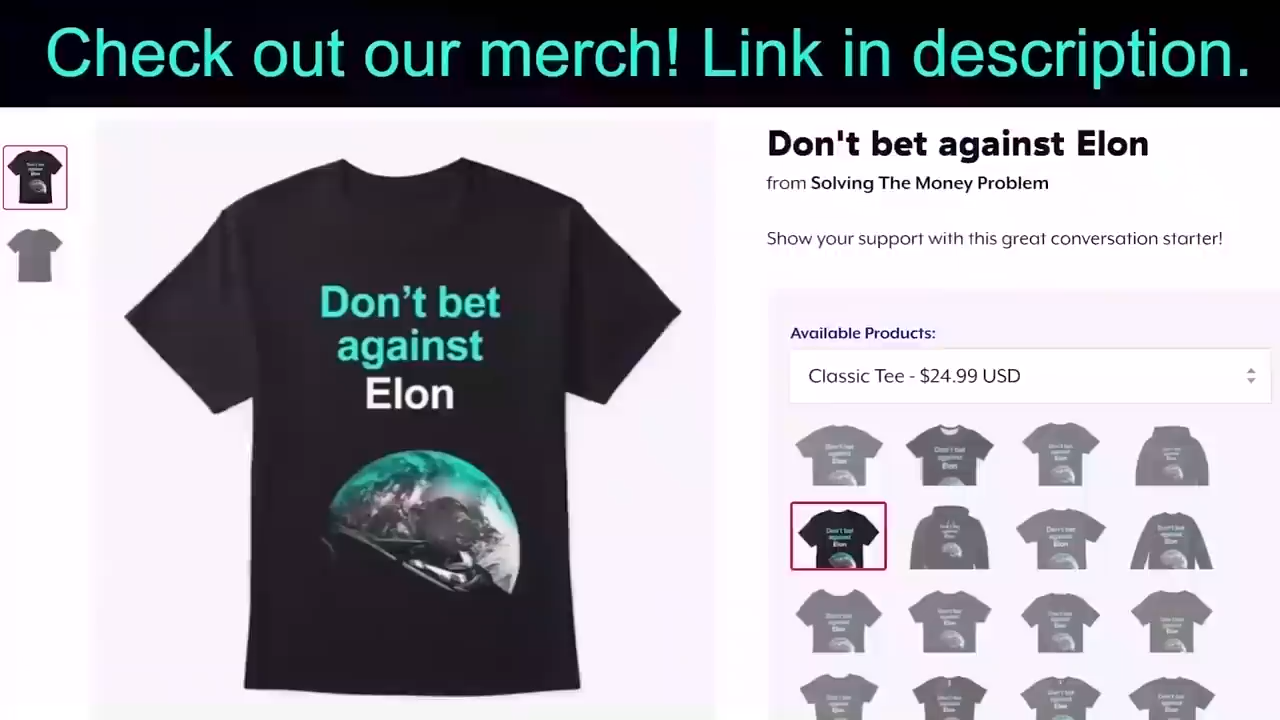 Check out our merch! Link in description.
Don't bet against Elon
from Solving The Money Problem
Show your support with this great conversation starter!
Available Products:
Classic Tee - $24.99 USD
Don't bet
against
Elon